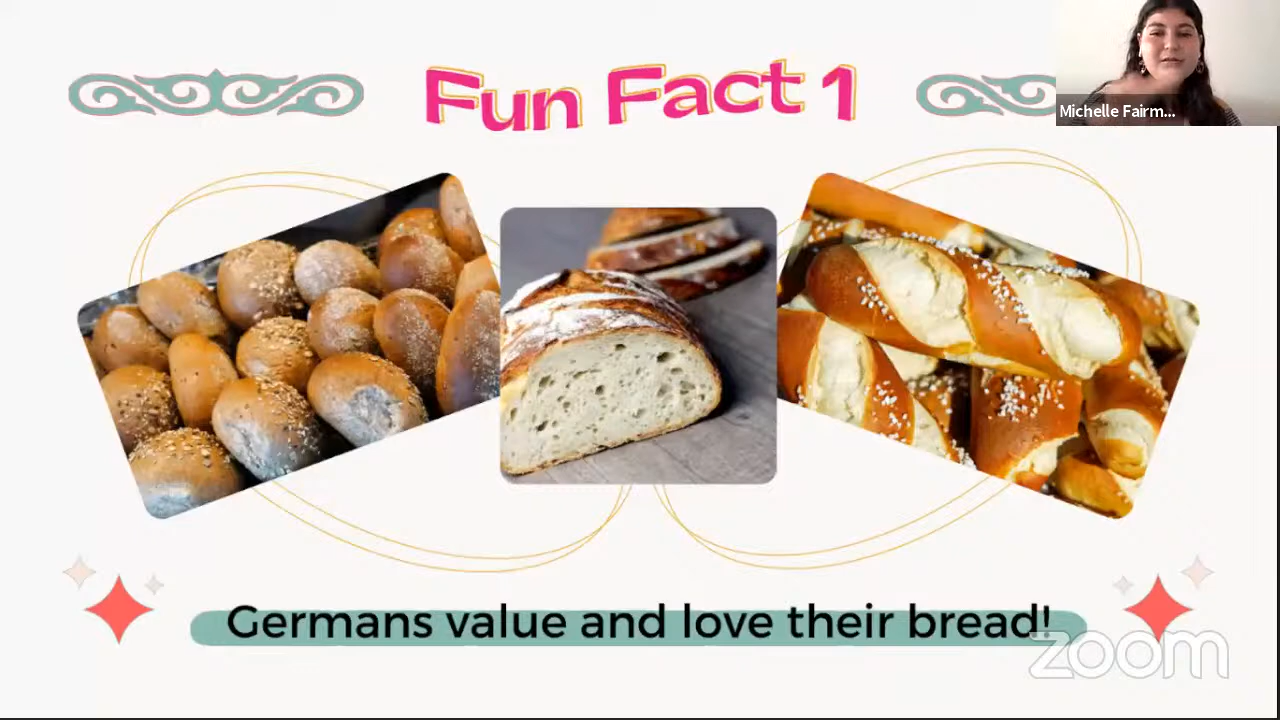 Fun Fact 1
Michelle Fairm...
Germans value and love their bread!
zoom